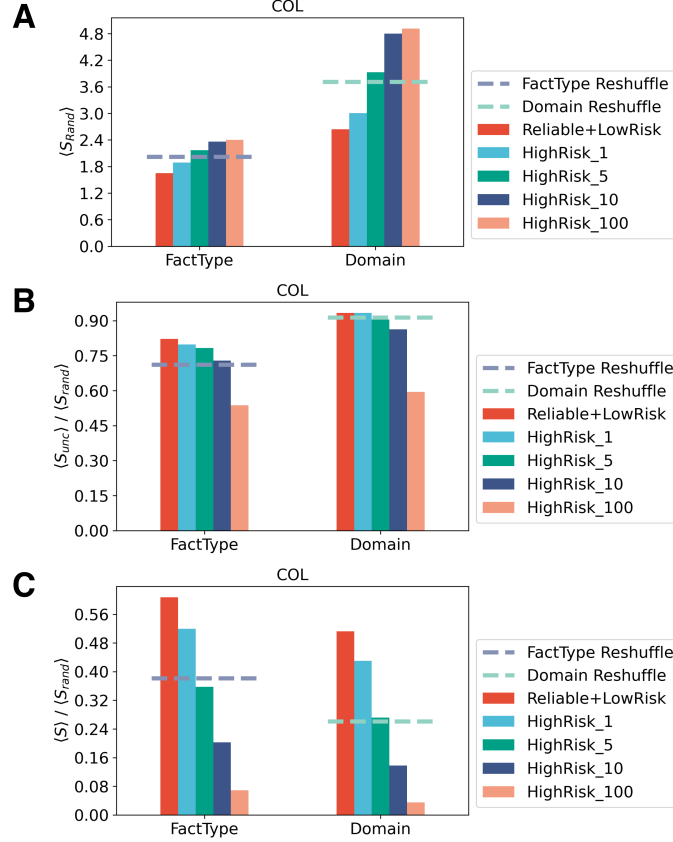 A
COL
⟨S_Rand⟩
4.8
4.2
3.6
3.0
2.4
1.8
1.2
0.6
0.0
FactType
Domain
FactType Reshuffle
Domain Reshuffle
Reliable+LowRisk
HighRisk_1
HighRisk_5
HighRisk_10
HighRisk_100
B
COL
⟨S_unc⟩ / ⟨S_rand⟩
0.90
0.75
0.60
0.45
0.30
0.15
0.00
FactType
Domain
FactType Reshuffle
Domain Reshuffle
Reliable+LowRisk
HighRisk_1
HighRisk_5
HighRisk_10
HighRisk_100
C
COL
⟨S⟩ / ⟨S_rand⟩
0.56
0.48
0.40
0.32
0.24
0.16
0.08
0.00
FactType
Domain
FactType Reshuffle
Domain Reshuffle
Reliable+LowRisk
HighRisk_1
HighRisk_5
HighRisk_10
HighRisk_100